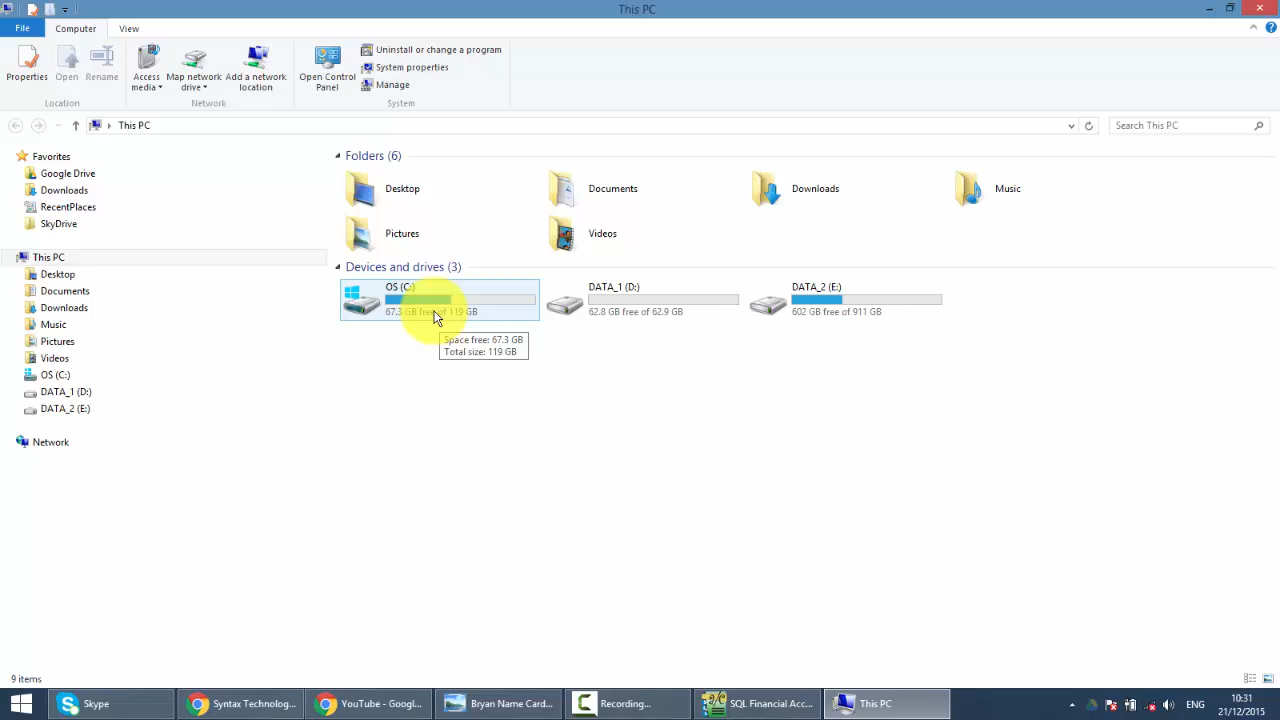 This PC
File
Computer
View
Properties
Open
Rename
Access media
Map network drive
Add a network location
Open Control Panel
Uninstall or change a program
System properties
Manage
Location
Network
System
This PC
Search This PC
Favorites
Google Drive
Downloads
RecentPlaces
SkyDrive
This PC
Desktop
Documents
Downloads
Music
Pictures
Videos
OS (C:)
DATA_1 (D:)
DATA_2 (E:)
Network
Folders (6)
Desktop
Documents
Downloads
Music
Pictures
Videos
Devices and drives (3)
OS (C:)
67.3 GB free of 119 GB
DATA_1 (D:)
62.8 GB free of 62.9 GB
DATA_2 (E:)
602 GB free of 911 GB
Space free: 67.3 GB
Total size: 119 GB
9 items
Skype
Syntax Technolog...
YouTube - Googl...
Bryan Name Card...
Recording...
SQL Financial Acc...
This PC
ENG
10:31
21/12/2015